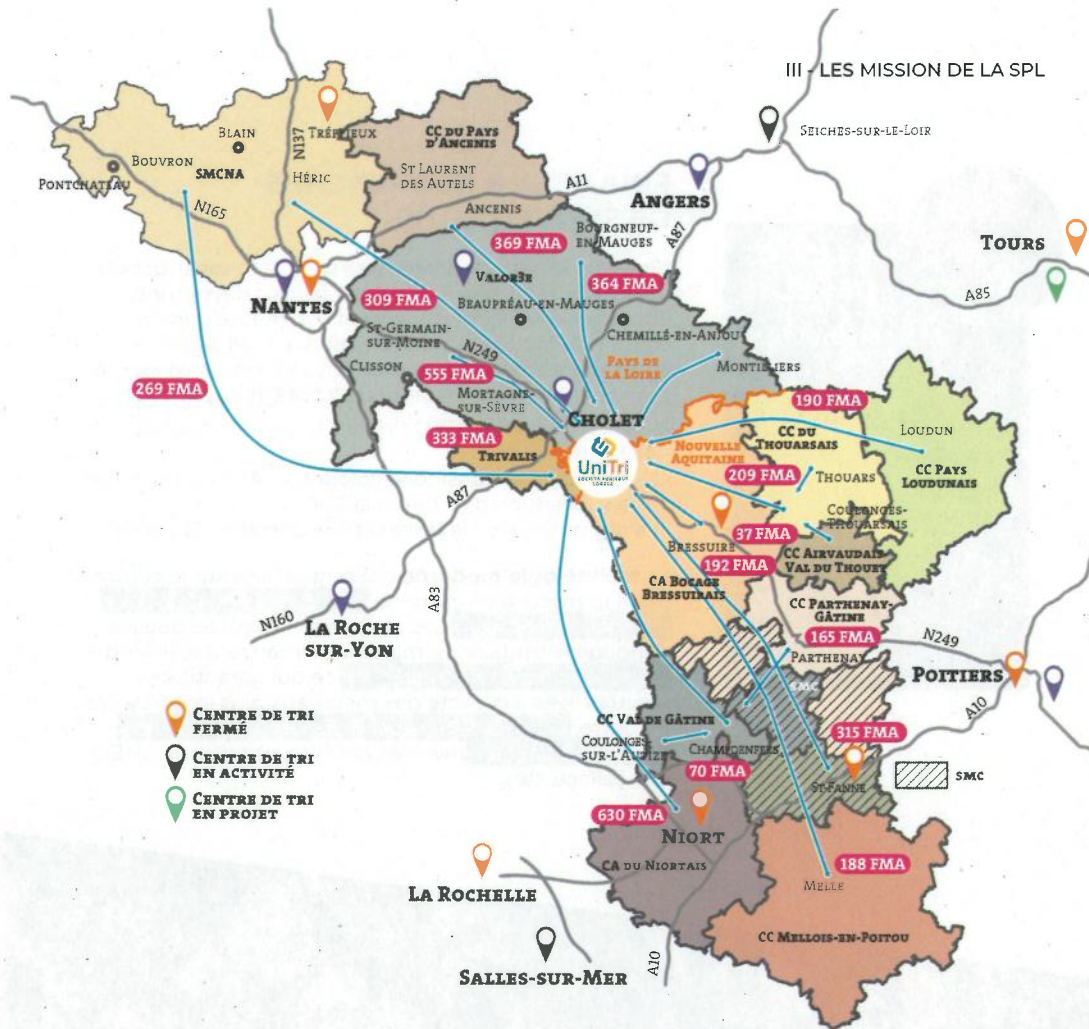 III - LES MISSION DE LA SPL
SEICHES-SUR-LE-LOIR
TRÉFFIEUX
CC DU PAYS
D'ANCENIS
BLAIN
N137
BOUVRON
SMCNA
HÉRIC
PONTCHATEAU
ST LAURENT
DES AUTELS
A11
ANGERS
N165
ANCENIS
BOURGNEUF-
EN-MAUGES
A87
TOURS
369 FMA
VALOR3E
364 FMA
A85
NANTES
309 FMA
BEAUPRÉAU-EN-MAUGES
ST-GERMAIN-
SUR-MOINE
N249
CHEMILLÉ-EN-ANJOU
PAYS DE
LA LOIRE
MONTILLIERS
CLISSON
555 FMA
269 FMA
MORTAGNE-
SUR-SÈVRE
190 FMA
CHOLET
333 FMA
TRIVALIS
UniTri
SOCIÉTÉ PUBLIQUE
LOCALE
NOUVELLE
AQUITAINE
CC DU
THOUARSAIS
LOUDUN
209 FMA
THOUARS
CC PAYS
LOUDUNAIS
A87
COULONGES-
THOUARSAIS
37 FMA
BRESSUIRE
192 FMA
CC AIRVAUDAIS
VAL DU THOUET
CA BOCAGE
BRESSUIRAIS
A83
N160
LA ROCHE
SUR-YON
CC PARTHENAY-
GÂTINE
165 FMA
N249
PARTHENAY
POITIERS
SMC
A10
CENTRE DE TRI
FERMÉ
CC VAL DE GÂTINE
315 FMA
COULONGES-
SUR-L'AUTIZE
CHAMPDENIERS
CENTRE DE TRI
EN ACTIVITÉ
70 FMA
SMC
CENTRE DE TRI
EN PROJET
630 FMA
NIORT
CA DU NIORTAIS
188 FMA
MELLE
LA ROCHELLE
CC MELLOIS-EN-POITOU
SALLES-SUR-MER
A10